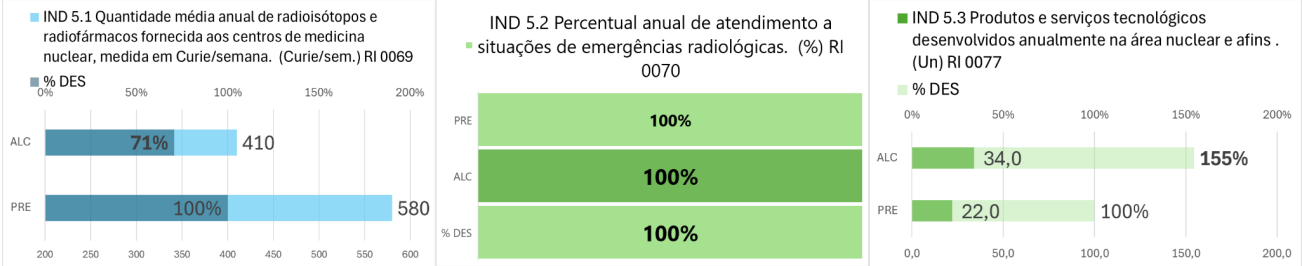 IND 5.1 Quantidade média anual de radioisótopos e
radiofármacos fornecida aos centros de medicina
nuclear, medida em Curie/semana. (Curie/sem.) RI 0069
% DES
0% 50% 100% 150% 200%
ALC 71% 410
PRE 100% 580
200 250 300 350 400 450 500 550 600
IND 5.2 Percentual anual de atendimento a
situações de emergências radiológicas. (%) RI
0070
PRE 100%
ALC 100%
% DES 100%
IND 5.3 Produtos e serviços tecnológicos
desenvolvidos anualmente na área nuclear e afins .
(Un) RI 0077
% DES
0% 50% 100% 150% 200%
ALC 34,0 155%
PRE 22,0 100%
0,0 50,0 100,0 150,0 200,0